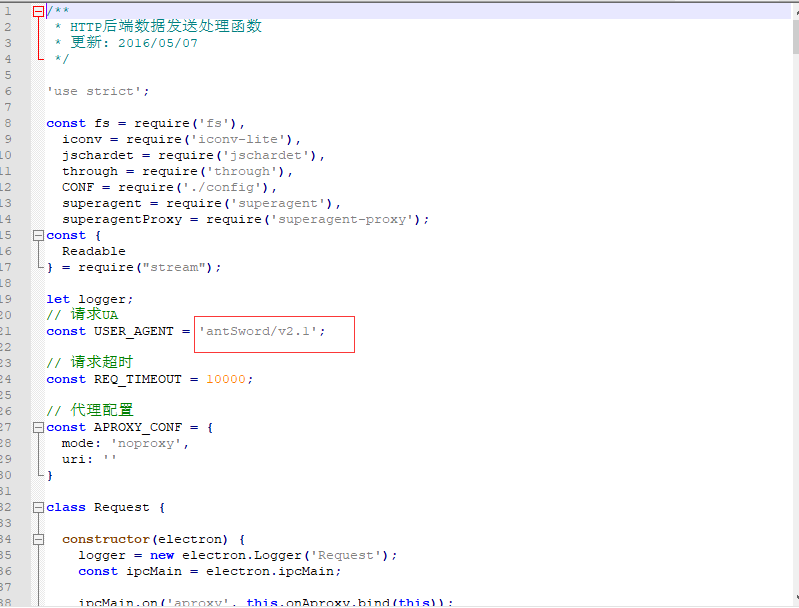 1 /**
2 * HTTP后端数据发送处理函数
3 * 更新: 2016/05/07
4 */
5
6 'use strict';
7
8 const fs = require('fs'),
9 iconv = require('iconv-lite'),
10 jschardet = require('jschardet'),
11 through = require('through'),
12 CONF = require('./config'),
13 superagent = require('superagent'),
14 superagentProxy = require('superagent-proxy');
15 const {
16 Readable
17 } = require("stream");
18
19 let logger;
20 // 请求UA
21 const USER_AGENT = 'antSword/v2.1';
22
23 // 请求超时
24 const REQ_TIMEOUT = 10000;
25
26 // 代理配置
27 const APROXY_CONF = {
28 mode: 'noproxy',
29 uri: ''
30 }
31
32 class Request {
33
34 constructor(electron) {
35 logger = new electron.Logger('Request');
36 const ipcMain = electron.ipcMain;
37
38 ipcMain.on('aproxy', this.onAproxy.bind(this));